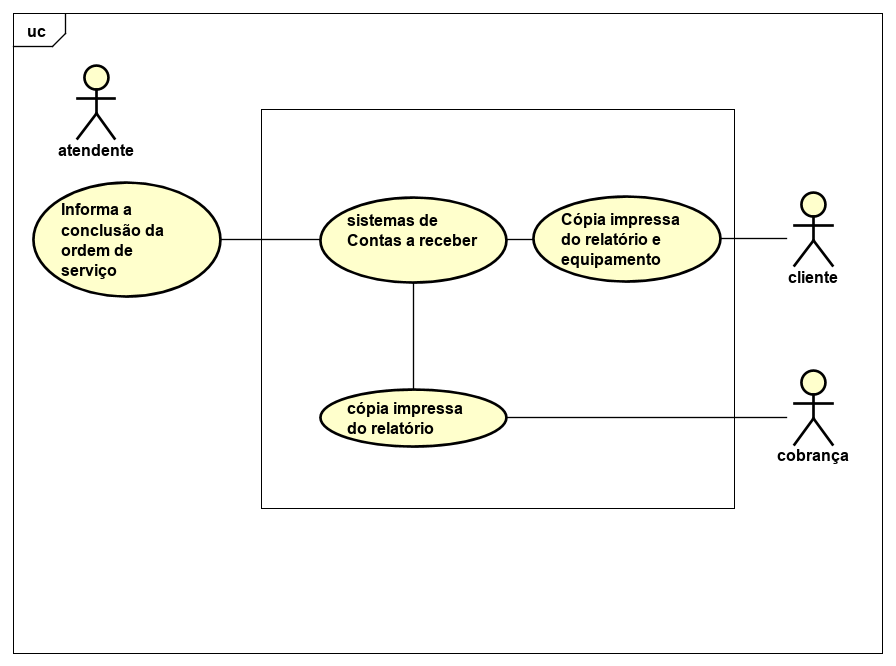 uc
atendente
Informa a
conclusão da
ordem de
serviço
sistemas de
Contas a receber
Cópia impressa
do relatório e
equipamento
cliente
cópia impressa
do relatório
cobrança